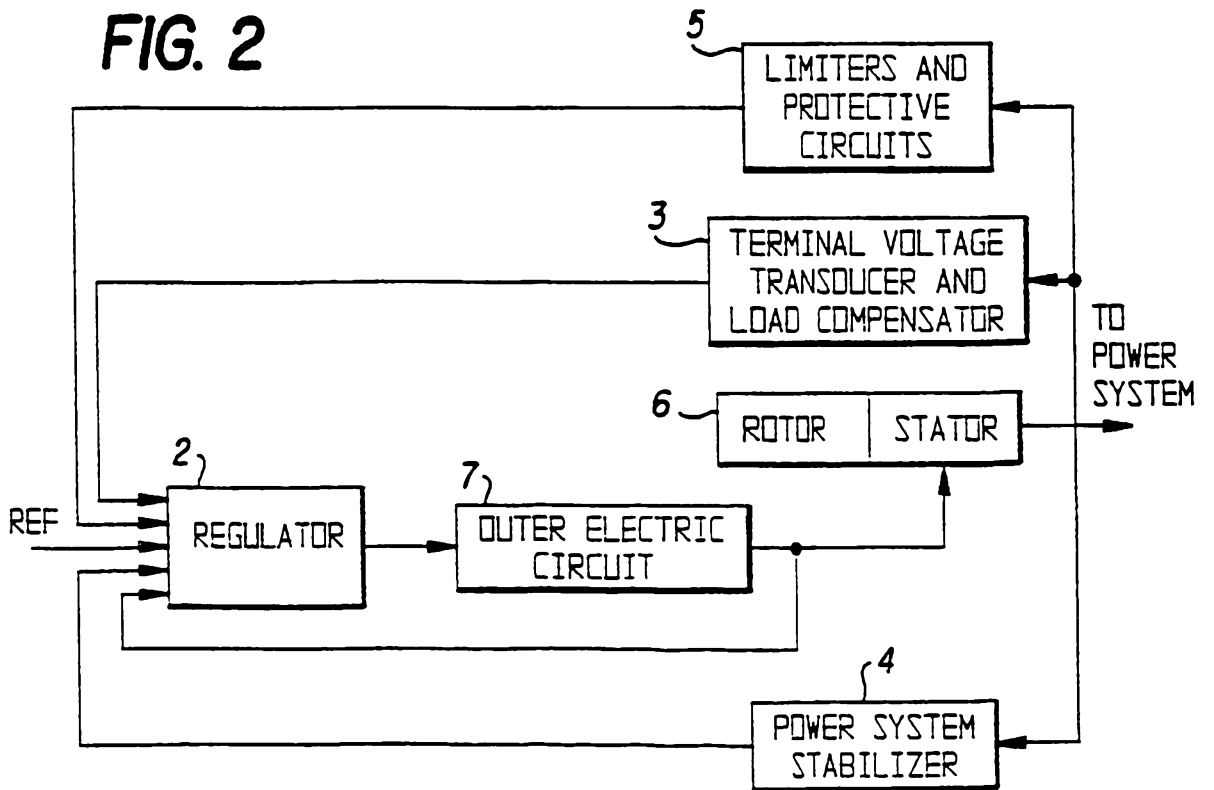 FIG. 2
5
LIMITERS AND
PROTECTIVE
CIRCUITS
3
TERMINAL VOLTAGE
TRANSDUCER AND
LOAD COMPENSATOR
TO
POWER
SYSTEM
6
ROTOR
STATOR
2
REGULATOR
REF
7
OUTER ELECTRIC
CIRCUIT
4
POWER SYSTEM
STABILIZER